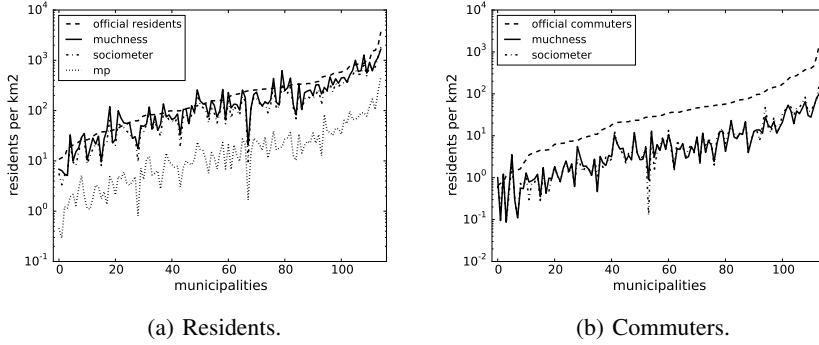 official residents
muchness
sociometer
mp
10^4
10^3
10^2
10^1
10^0
10^-1
residents per km2
0 20 40 60 80 100
municipalities
(a) Residents.
official commuters
muchness
sociometer
10^4
10^3
10^2
10^1
10^0
10^-1
10^-2
residents per km2
0 20 40 60 80 100
municipalities
(b) Commuters.